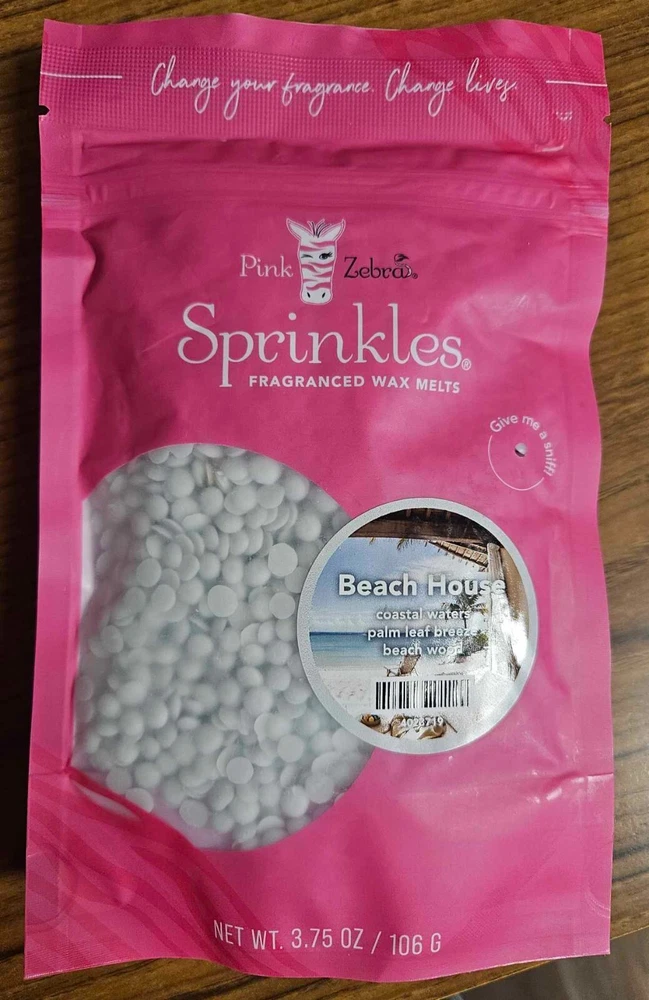 Change your fragrance. Change lives.
Pink Zebra®
Sprinkles®
FRAGRANCED WAX MELTS
Give me a sniff!
Beach House
coastal waters
palm leaf breeze
beach wood
NET WT. 3.75 OZ / 106 G